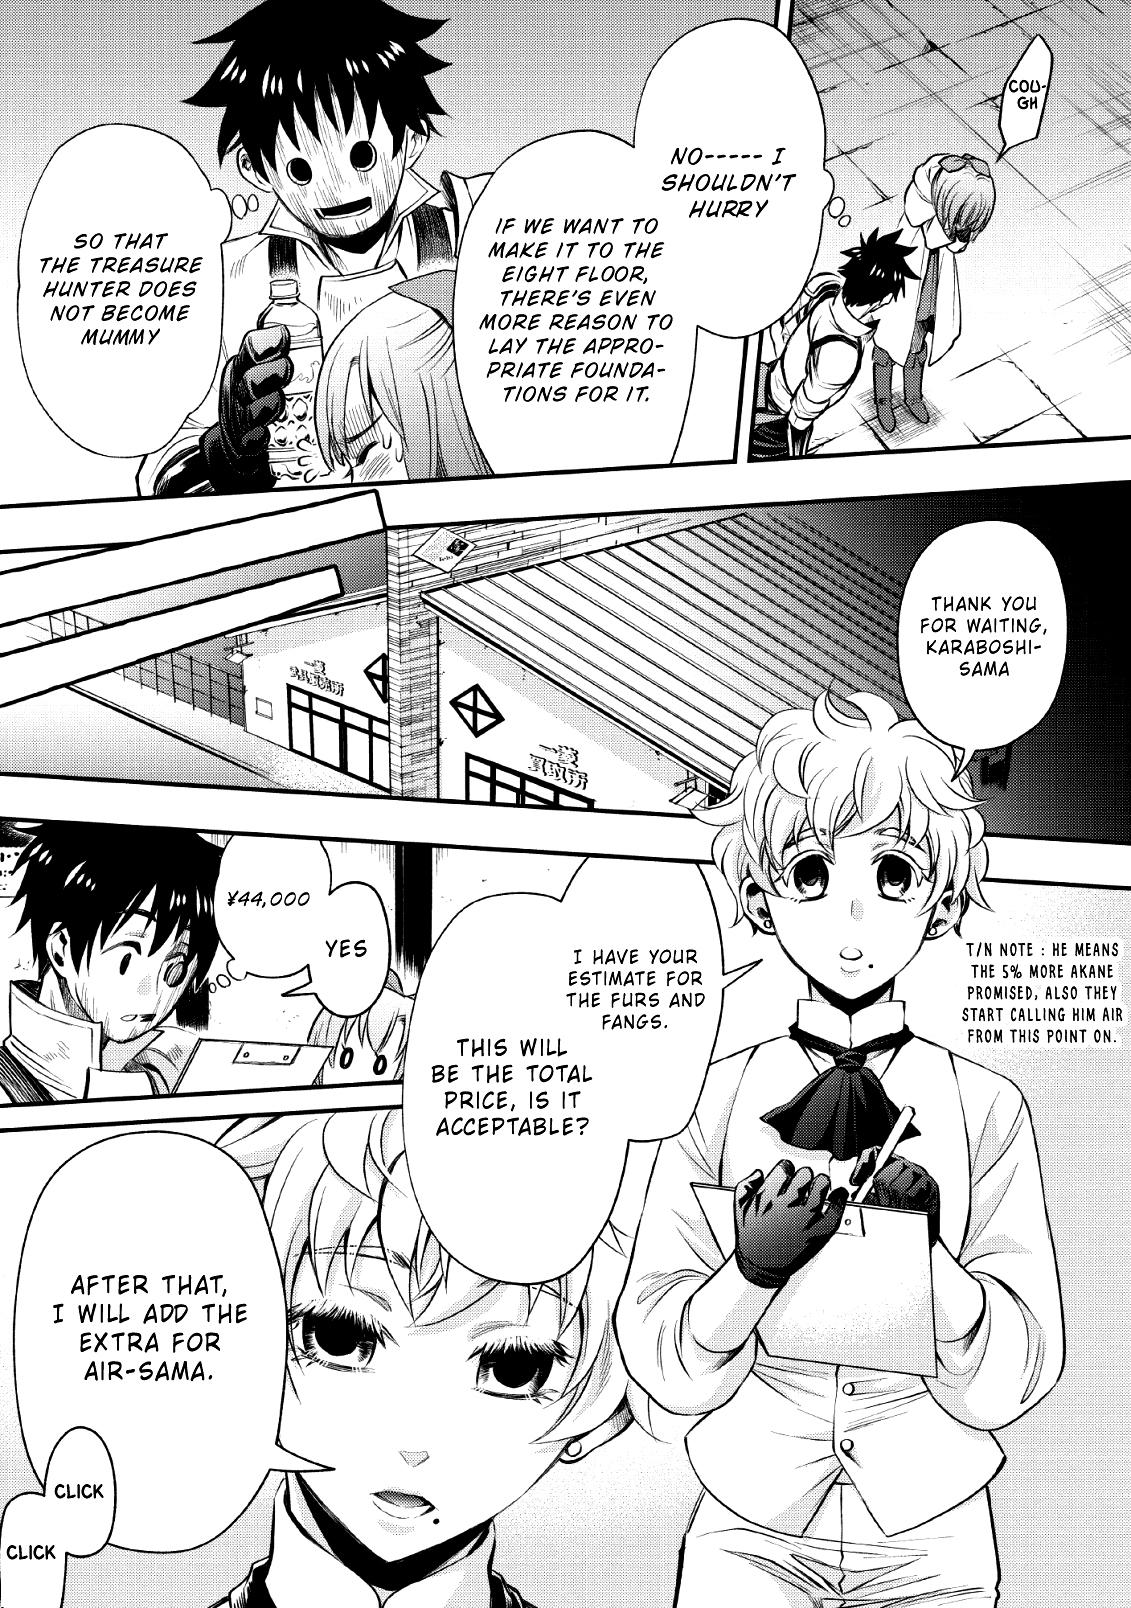 COU-
GH
NO----- I
SHOULDN'T
HURRY
IF WE WANT TO
MAKE IT TO THE
EIGHT FLOOR,
THERE'S EVEN
MORE REASON TO
LAY THE APPRO-
PRIATE FOUNDA-
TIONS FOR IT.
SO THAT
THE TREASURE
HUNTER DOES
NOT BECOME
MUMMY
THANK YOU
FOR WAITING,
KARABOSHI-
SAMA
I HAVE YOUR
ESTIMATE FOR
THE FURS AND
FANGS.
THIS WILL
BE THE TOTAL
PRICE, IS IT
ACCEPTABLE?
T/N NOTE : HE MEANS
THE 5% MORE AKANE
PROMISED, ALSO THEY
START CALLING HIM AIR
FROM THIS POINT ON.
¥44,000
YES
AFTER THAT,
I WILL ADD THE
EXTRA FOR
AIR-SAMA.
CLICK
CLICK